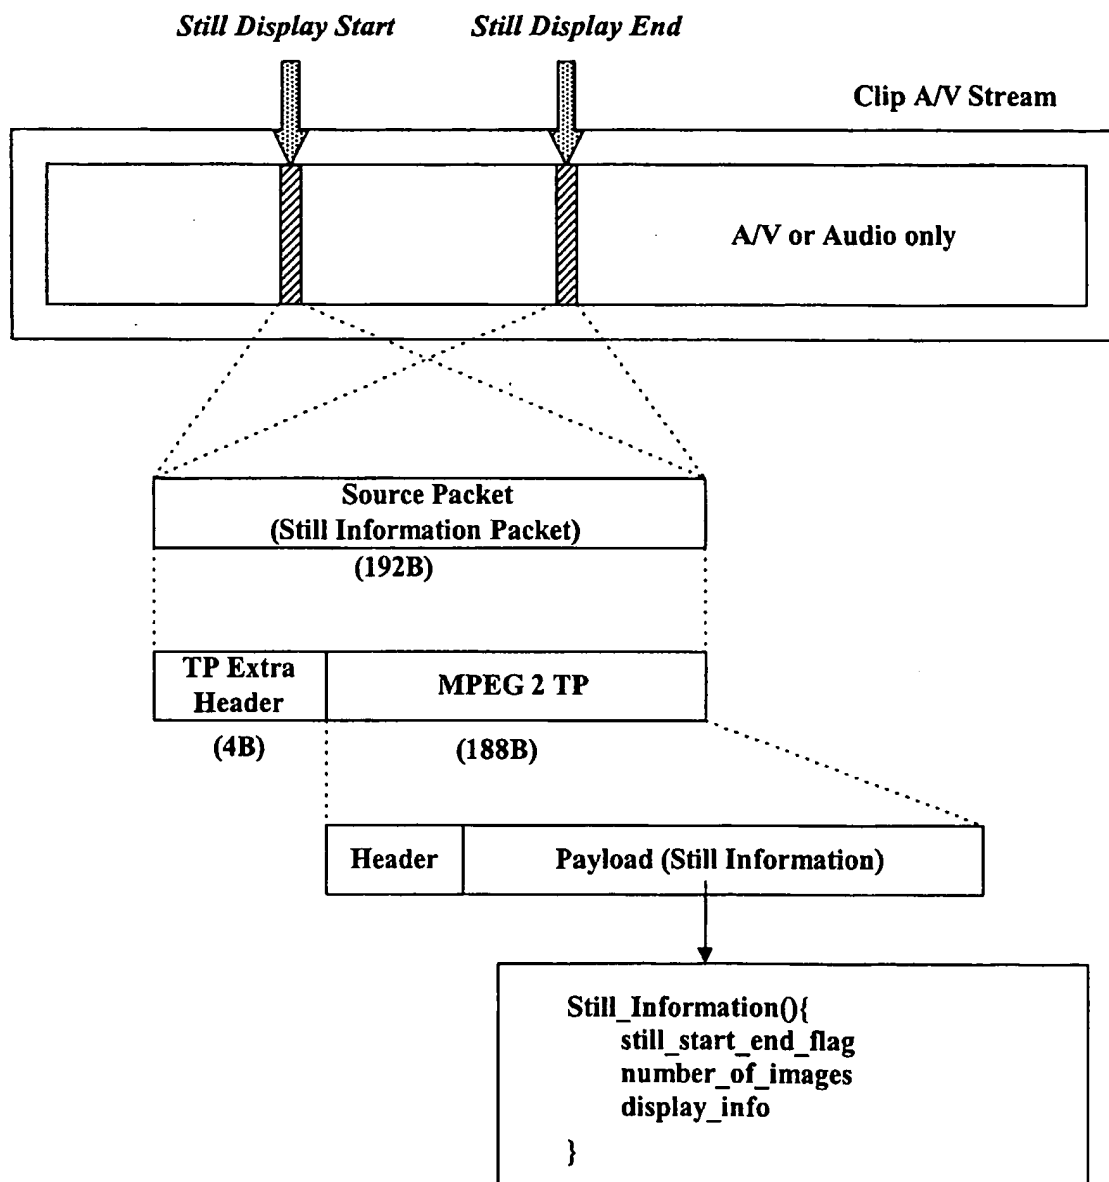 Still Display Start
Still Display End
Clip A/V Stream
A/V or Audio only
Source Packet
(Still Information Packet)
(192B)
TP Extra
Header
MPEG 2 TP
(4B)
(188B)
Header
Payload (Still Information)
Still_Information(){
still_start_end_flag
number_of_images
display_info
}